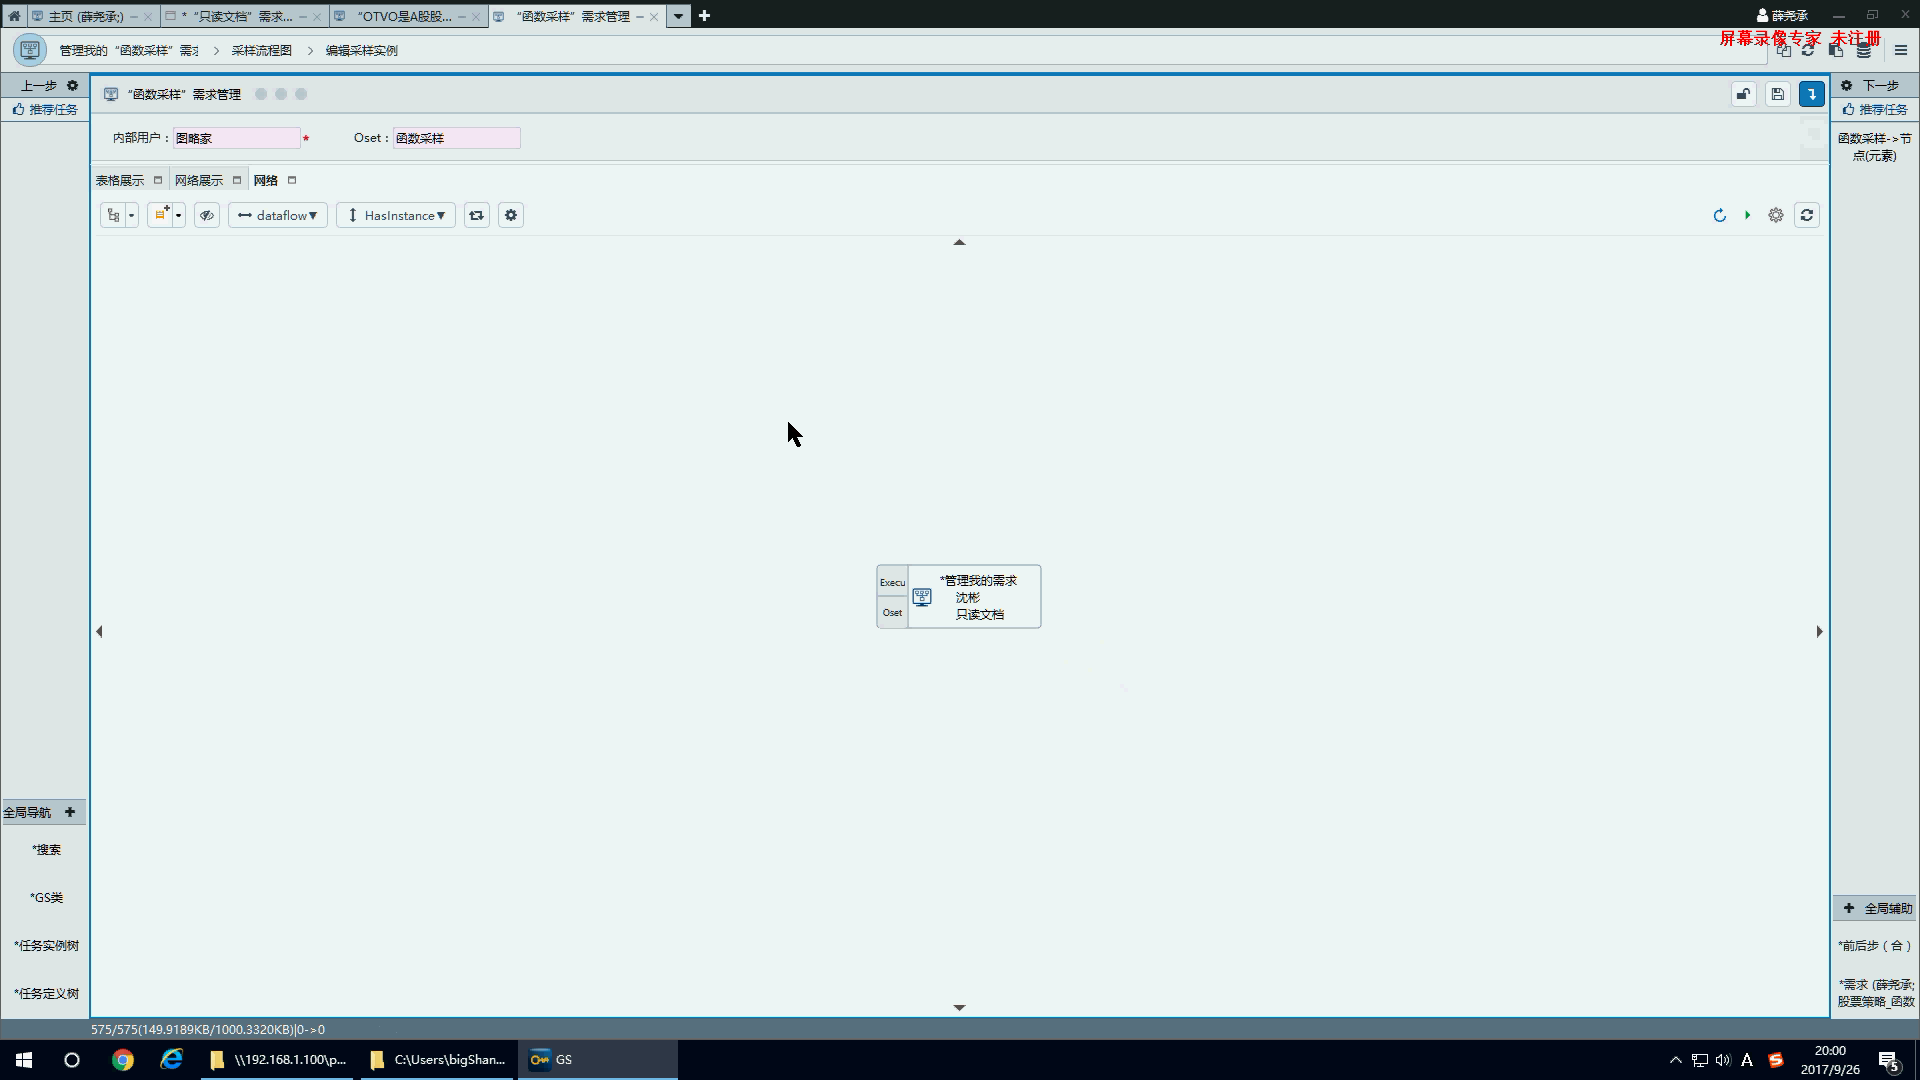 主页 (薛尧承;)
*“只读文档”需求...
“OTVO是A股股...
“函数采样”需求管理
薛尧承
屏幕录像专家 未注册
管理我的“函数采样”需
采样流程图
编辑采样实例
上一步
下一步
推荐任务
“函数采样”需求管理
推荐任务
内部用户：
图略家
*
Oset：
函数采样
函数采样->节
点(元素)
表格展示
网络展示
网络
dataflow▼
HasInstance▼
Execu
Oset
*管理我的需求
沈彬
只读文档
全局导航
*搜索
*GS类
*任务实例树
*任务定义树
全局辅助
*前后步（合）
*需求 (薛尧承;
股票策略_函数
575/575(149.9189KB/1000.3320KB)|0->0
\\192.168.1.100\p...
C:\Users\bigShan...
GS
A
20:00
2017/9/26
5